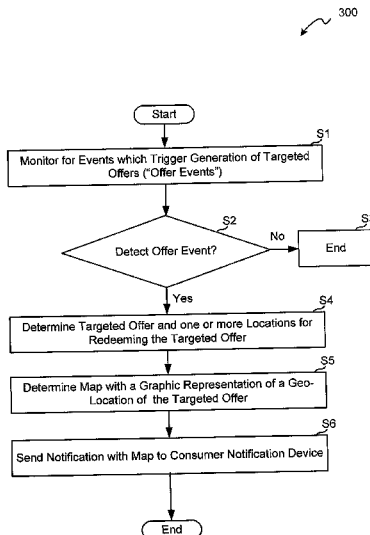 300
Start
S1
Monitor for Events which Trigger Generation of Targeted
Offers ("Offer Events")
S2
Detect Offer Event?
No
End
Yes
S4
Determine Targeted Offer and one or more Locations for
Redeeming the Targeted Offer
S5
Determine Map with a Graphic Representation of a Geo-
Location of the Targeted Offer
S6
Send Notification with Map to Consumer Notification Device
End